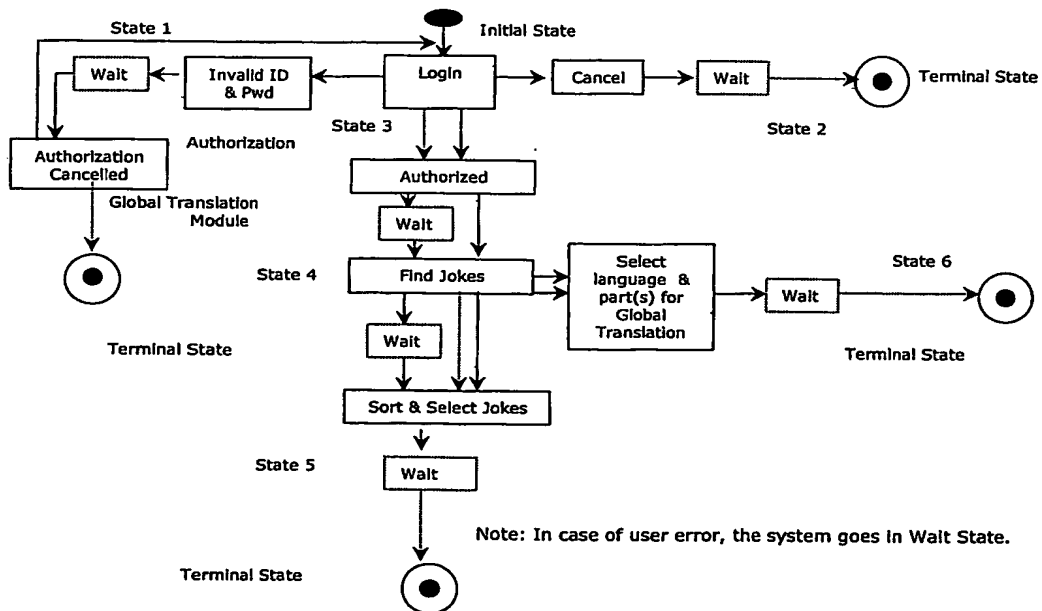 State 1
Initial State
Wait
Invalid ID
& Pwd
Login
Cancel
Wait
Terminal State
State 3
State 2
Authorization
Authorization
Cancelled
Authorized
Global Translation
Module
Wait
State 4
Find Jokes
Select
language &
part(s) for
Global
Translation
State 6
Wait
Terminal State
Wait
Terminal State
Sort & Select Jokes
State 5
Wait
Note: In case of user error, the system goes in Wait State.
Terminal State